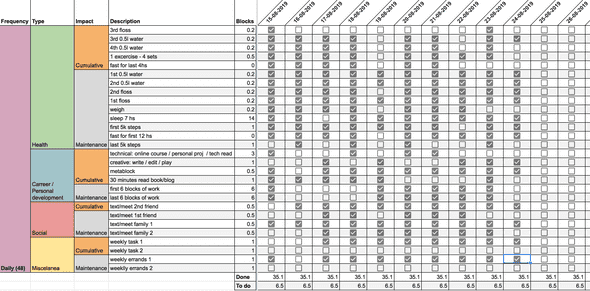 Frequency Type Impact Description Blocks 15-08-2019 16-08-2019 17-08-2019 18-08-2019 19-08-2019 20-08-2019 21-08-2019 22-08-2019 23-08-2019 24-08-2019 25-08-2019 26-08-2019
3rd floss 0.2
3rd 0.5l water 0.2
4th 0.5l water 0.2
1 excercise - 4 sets 0.5
Cumulative fast for last 4hs 0
1st 0.5l water 0.2
2nd 0.5l water 0.2
2nd floss 0.2
1st floss 0.2
weigh 0.2
sleep 7 hs 14
first 5k steps 1
fast for first 12 hs 0
Health Maintenance last 5k steps 1
technical: online course / personal proj / tech read 3
creative: write / edit / play 1
metablock 0.5
Cumulative 30 minutes read book/blog 1
Carreer / Personal development first 6 blocks of work 6
Maintenance last 6 blocks of work 6
Cumulative text/meet 2nd friend 0.5
text/meet 1st friend 0.5
text/meet family 1 0.5
Social Maintenance text/meet family 2 0.5
weekly task 1 1
Cumulative weekly task 2 1
weekly errands 1 1
Daily (48) Miscelanea Maintenance weekly errands 2 1
Done 35.1 35.1 35.1 35.1 35.1 35.1 35.1 35.1 35.1 35.1 35.1 35.1
To do 6.5 6.5 6.5 6.5 6.5 6.5 6.5 6.5 6.5 6.5 6.5 6.5